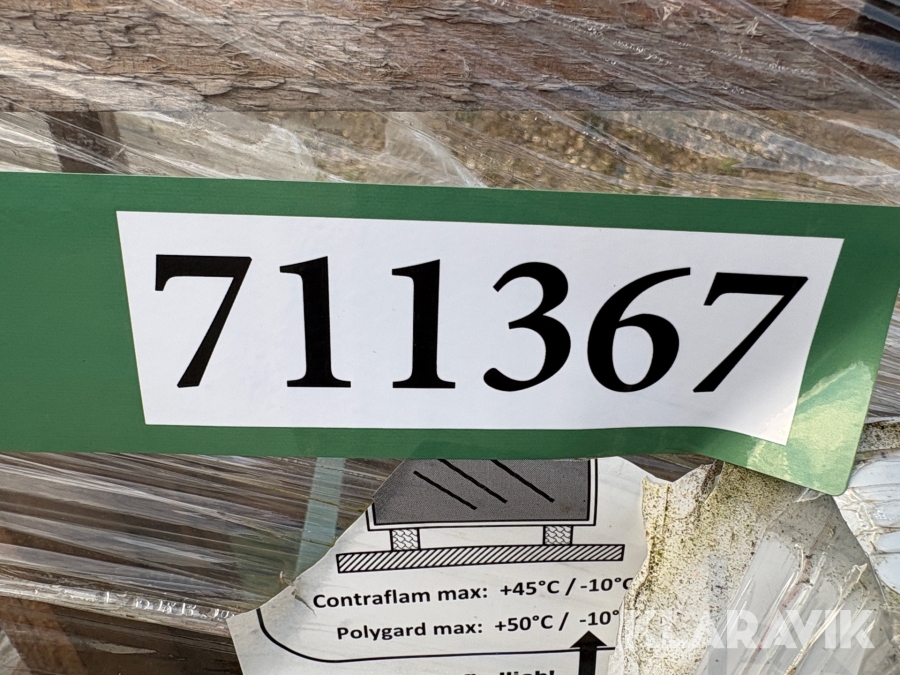 711367
Contraflam max: +45°C / -10°C
Polygard max: +50°C / -10°
KLARAVIK